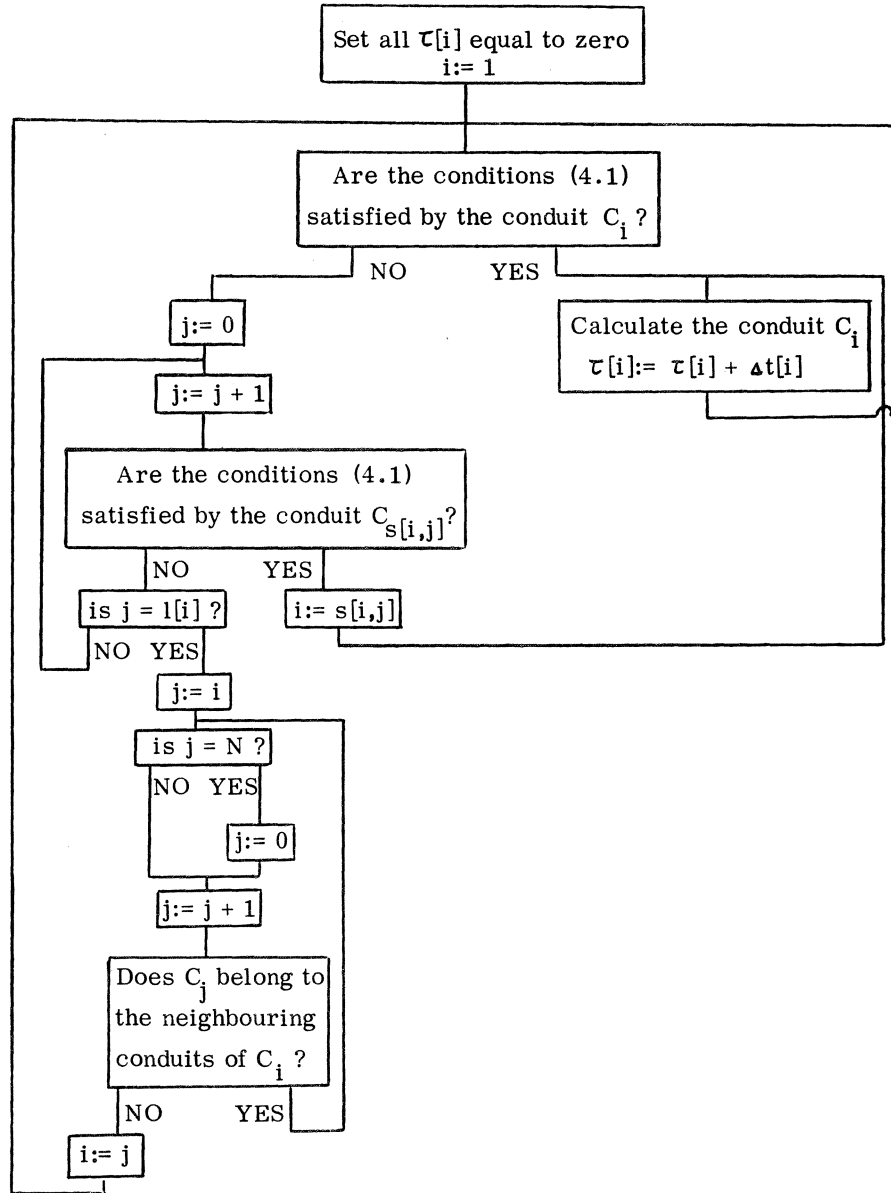 Set all τ[i] equal to zero
i:= 1
Are the conditions (4.1)
satisfied by the conduit C_i ?
NO YES
j:= 0
Calculate the conduit C_i
τ[i]:= τ[i] + Δt[i]
j:= j + 1
Are the conditions (4.1)
satisfied by the conduit C_s[i,j]?
NO YES
is j = l[i] ?
i:= s[i,j]
NO YES
j:= i
is j = N ?
NO YES
j:= 0
j:= j + 1
Does C_j belong to
the neighbouring
conduits of C_i ?
NO YES
i:= j